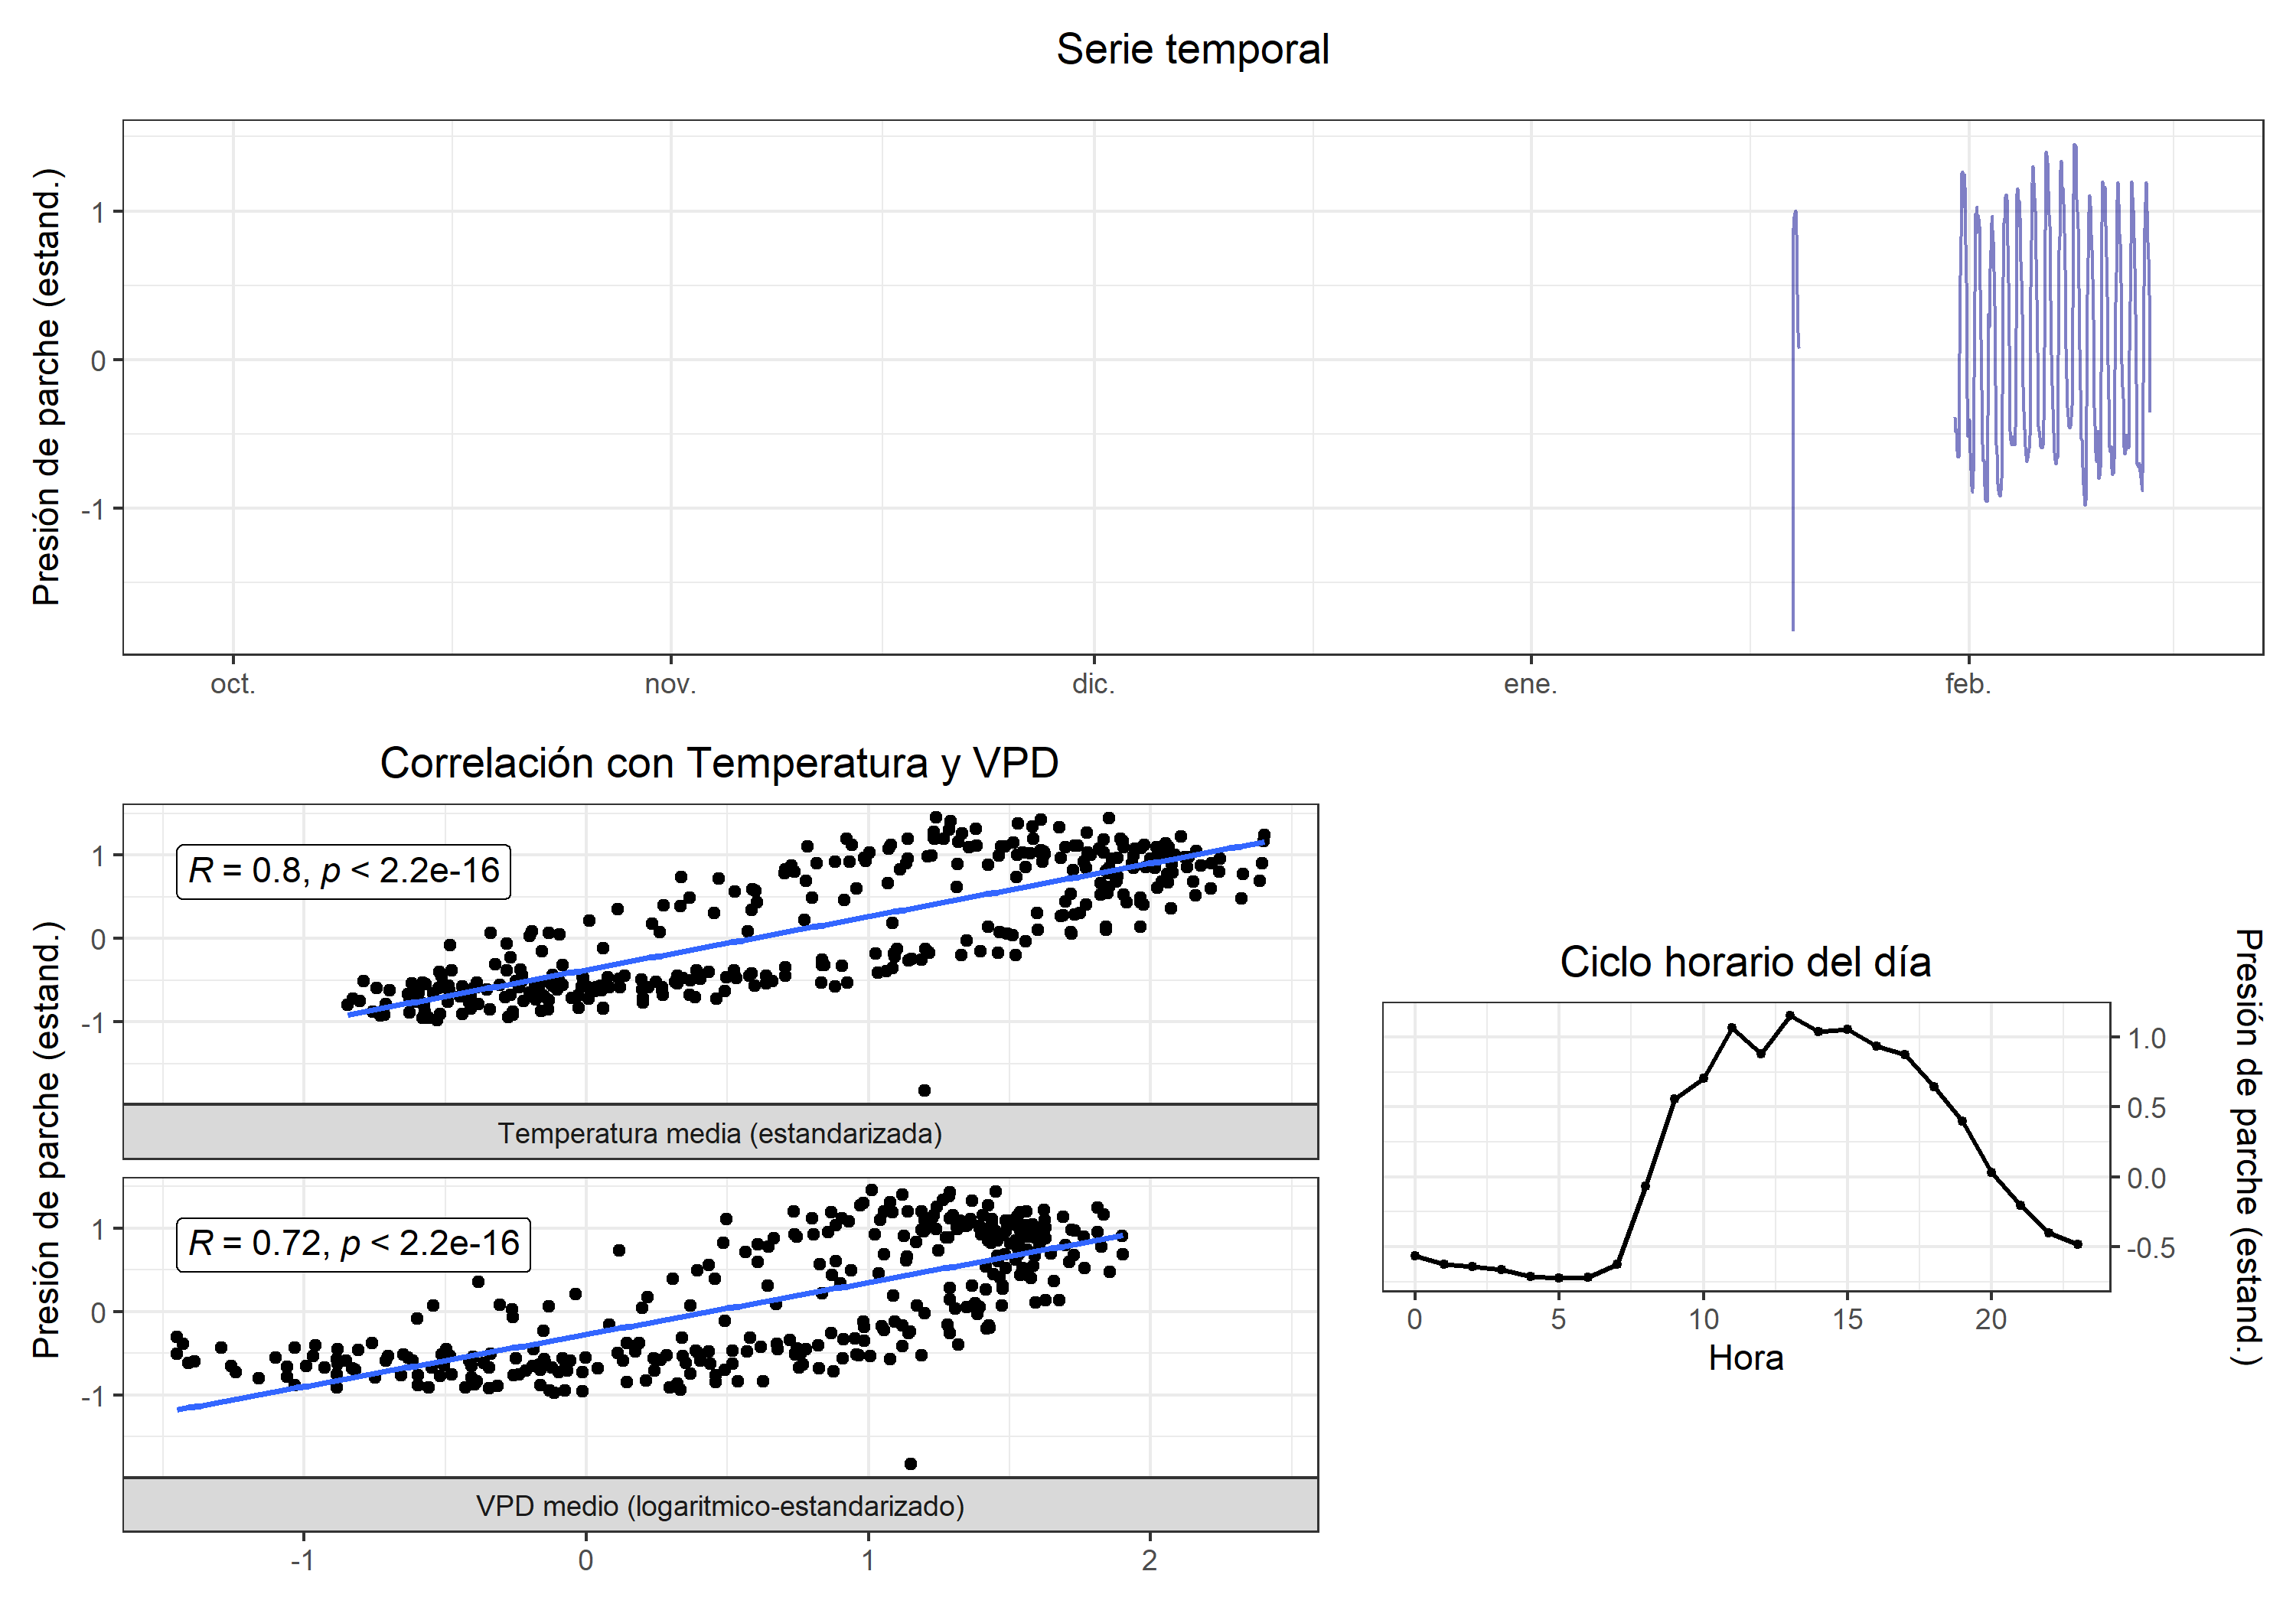 Serie temporal
Presión de parche (estand.)
1
0
-1
oct.
nov.
dic.
ene.
feb.
Correlación con Temperatura y VPD
Presión de parche (estand.)
1
0
-1
R = 0.8, p < 2.2e-16
Temperatura media (estandarizada)
1
0
-1
R = 0.72, p < 2.2e-16
VPD medio (logaritmico-estandarizado)
-1
0
1
2
Ciclo horario del día
1.0
0.5
0.0
-0.5
Presión de parche (estand.)
0
5
10
15
20
Hora